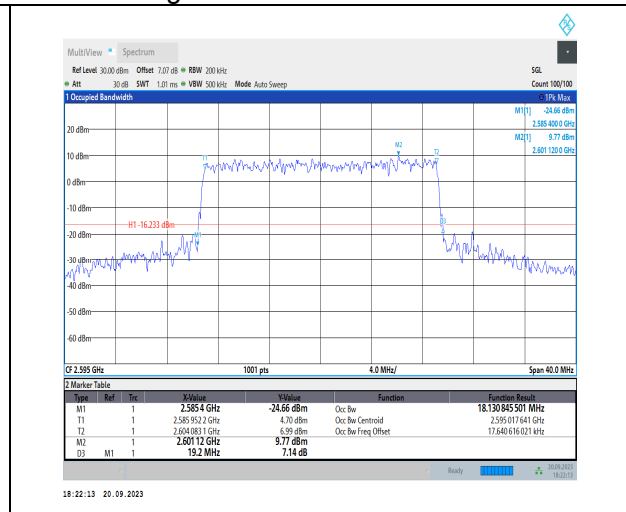 MultiView Spectrum
Ref Level 30.00 dBm Offset 7.07 dB RBW 200 kHz SGL
Att 30 dB SWT 1.01 ms VBW 500 kHz Mode Auto Sweep Count 100/100
1 Occupied Bandwidth 1Pk Max
M1[1] -24.66 dBm
2.585 400 0 GHz
M2[1] 9.77 dBm
2.601 120 0 GHz
20 dBm
M2
T1 T2
10 dBm
0 dBm
-10 dBm
H1 -16.233 dBm
D3
M1
-20 dBm
-30 dBm
-40 dBm
-50 dBm
-60 dBm
CF 2.595 GHz 1001 pts 4.0 MHz/ Span 40.0 MHz
2 Marker Table
Type Ref Trc X-Value Y-Value Function Function Result
M1 1 2.585 4 GHz -24.66 dBm Occ Bw 18.130 845 501 MHz
T1 1 2.585 952 2 GHz 4.70 dBm Occ Bw Centroid 2.595 017 641 GHz
T2 1 2.604 083 1 GHz 6.99 dBm Occ Bw Freq Offset 17.640 616 021 kHz
M2 1 2.601 12 GHz 9.77 dBm
D3 M1 1 19.2 MHz 7.14 dB
Ready 20.09.2023
18:22:13
18:22:13 20.09.2023